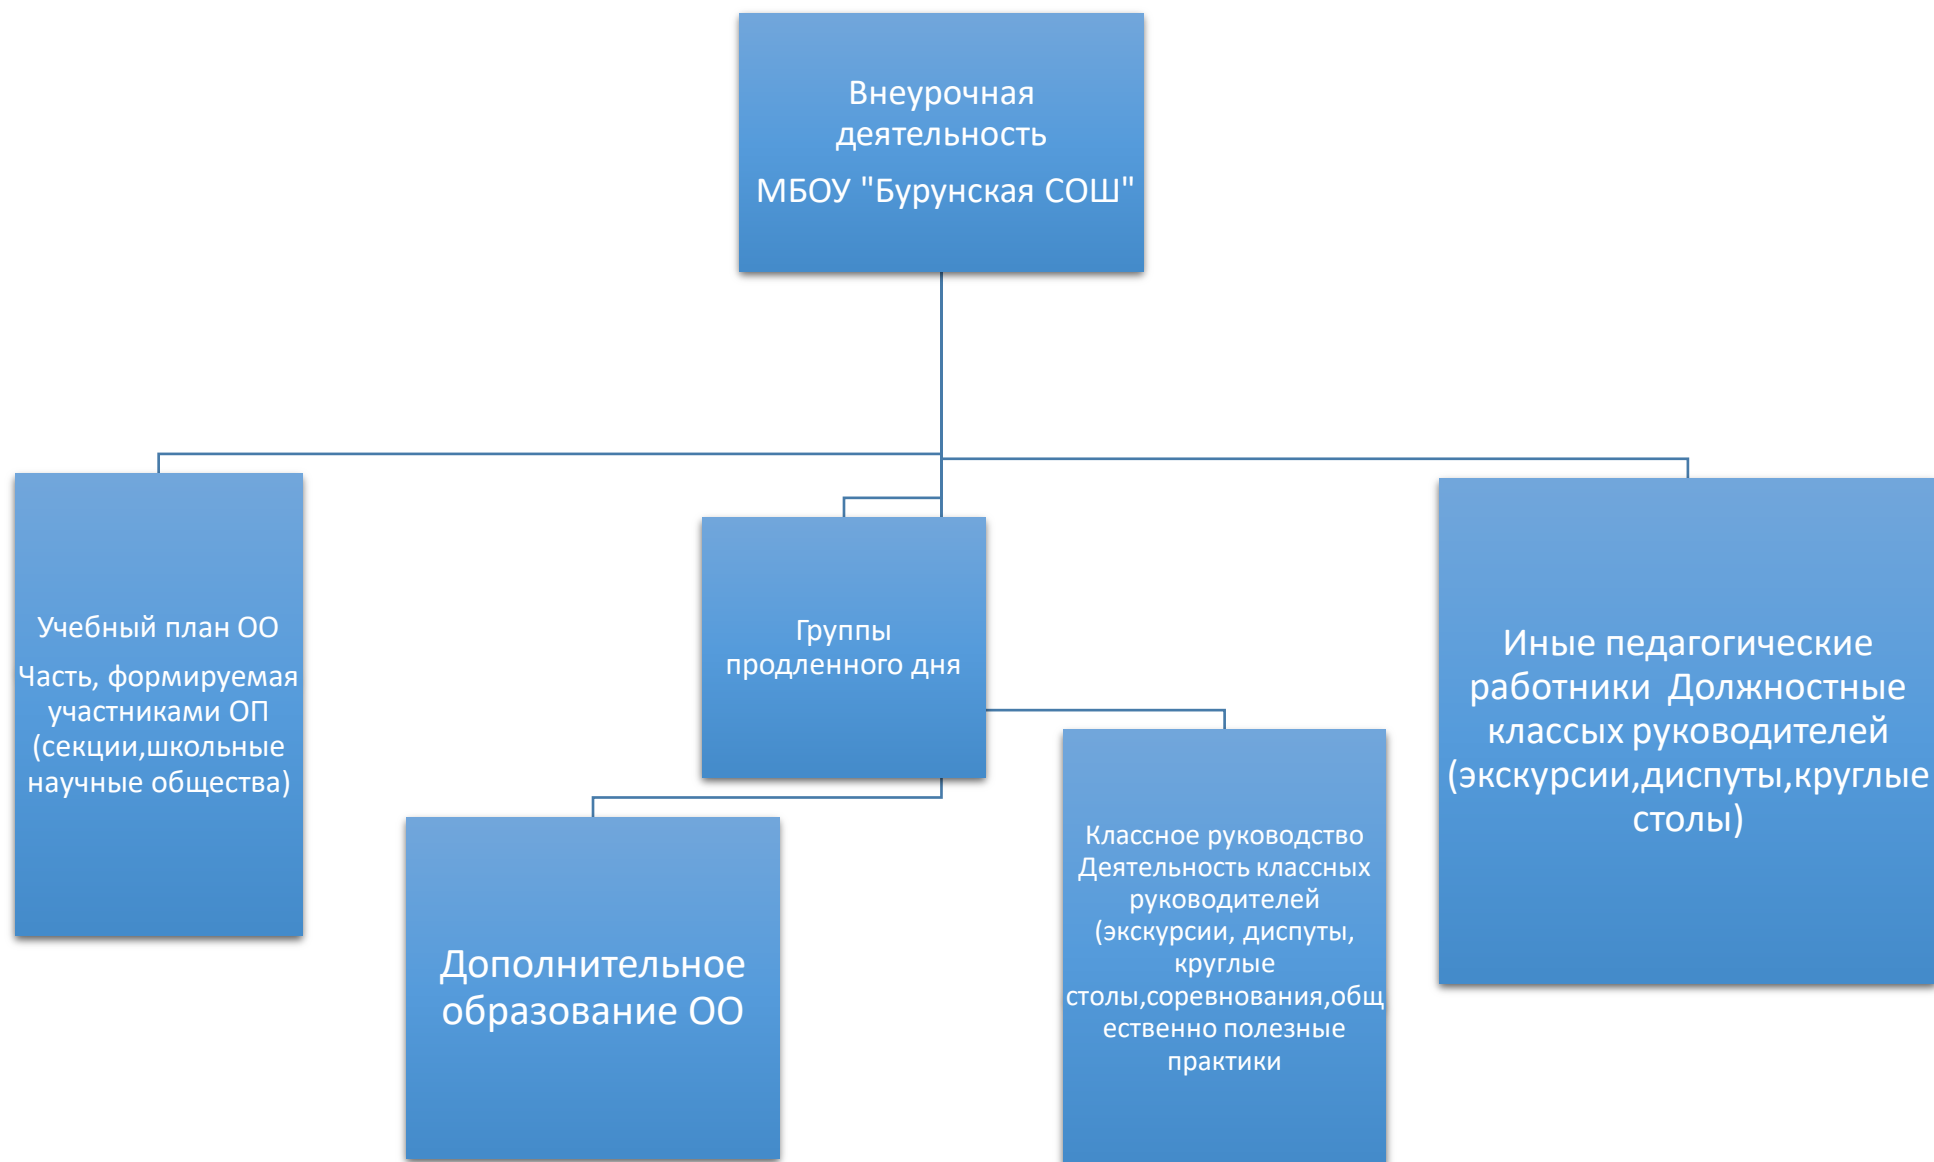 Внеурочная
деятельность
МБОУ "Бурунская СОШ"
Учебный план ОО
Часть, формируемая
участниками ОП
(секции,школьные
научные общества)
Группы
продленного дня
Иные педагогические
работники  Должностные
классых руководителей
(экскурсии,диспуты,круглые
столы)
Дополнительное
образование ОО
Классное руководство
Деятельность классных
руководителей
(экскурсии, диспуты,
круглые
столы,соревнования,общ
ественно полезные
практики